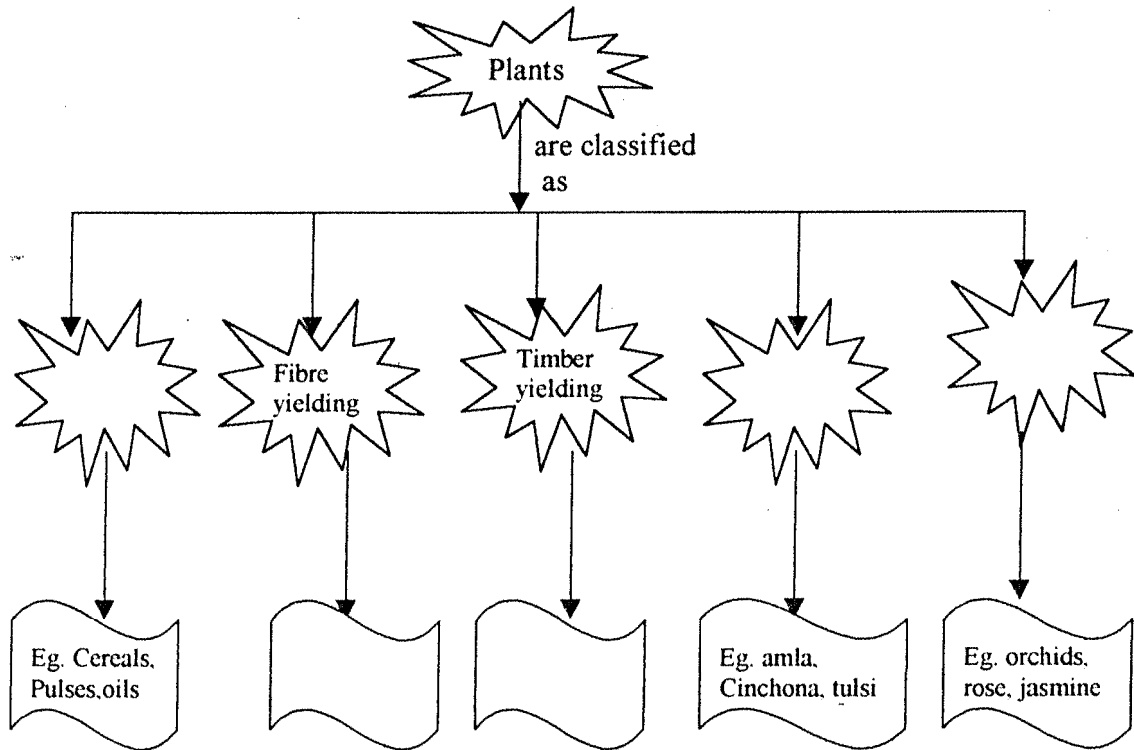 Plants
are classified
as
Fibre
yielding
Timber
yielding
Eg. Cereals,
Pulses,oils
Eg. amla,
Cinchona, tulsi
Eg. orchids,
rose, jasmine